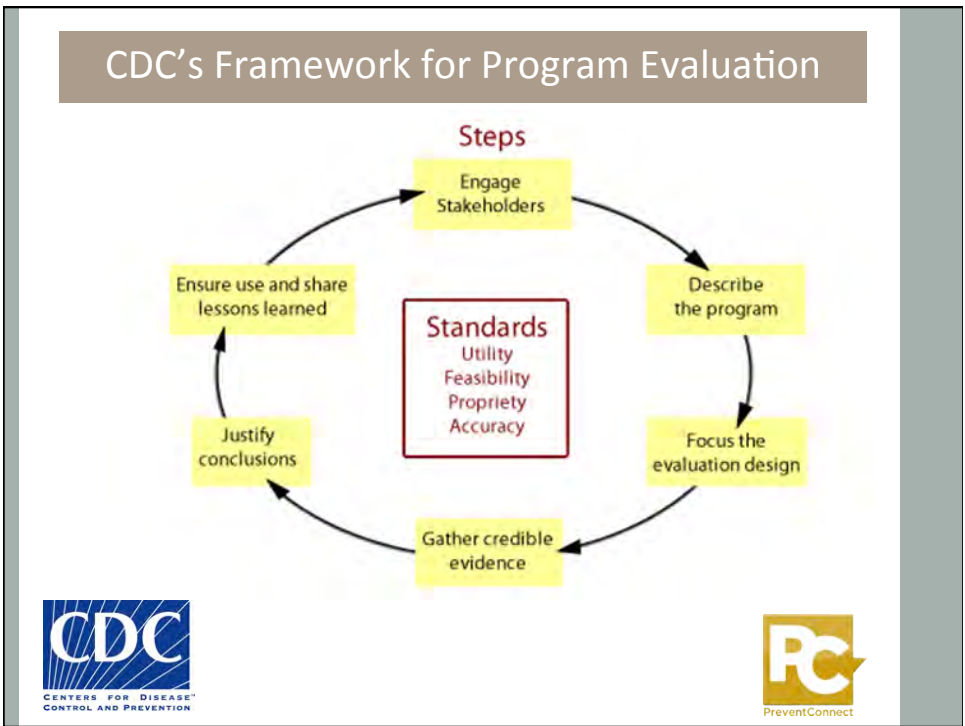 CDC's Framework for Program Evaluation
Steps
Engage
Stakeholders
Describe
the program
Focus the
evaluation design
Gather credible
evidence
Justify
conclusions
Ensure use and share
lessons learned
Standards
Utility
Feasibility
Propriety
Accuracy
CDC
CENTERS FOR DISEASE™
CONTROL AND PREVENTION
PC
PreventConnect